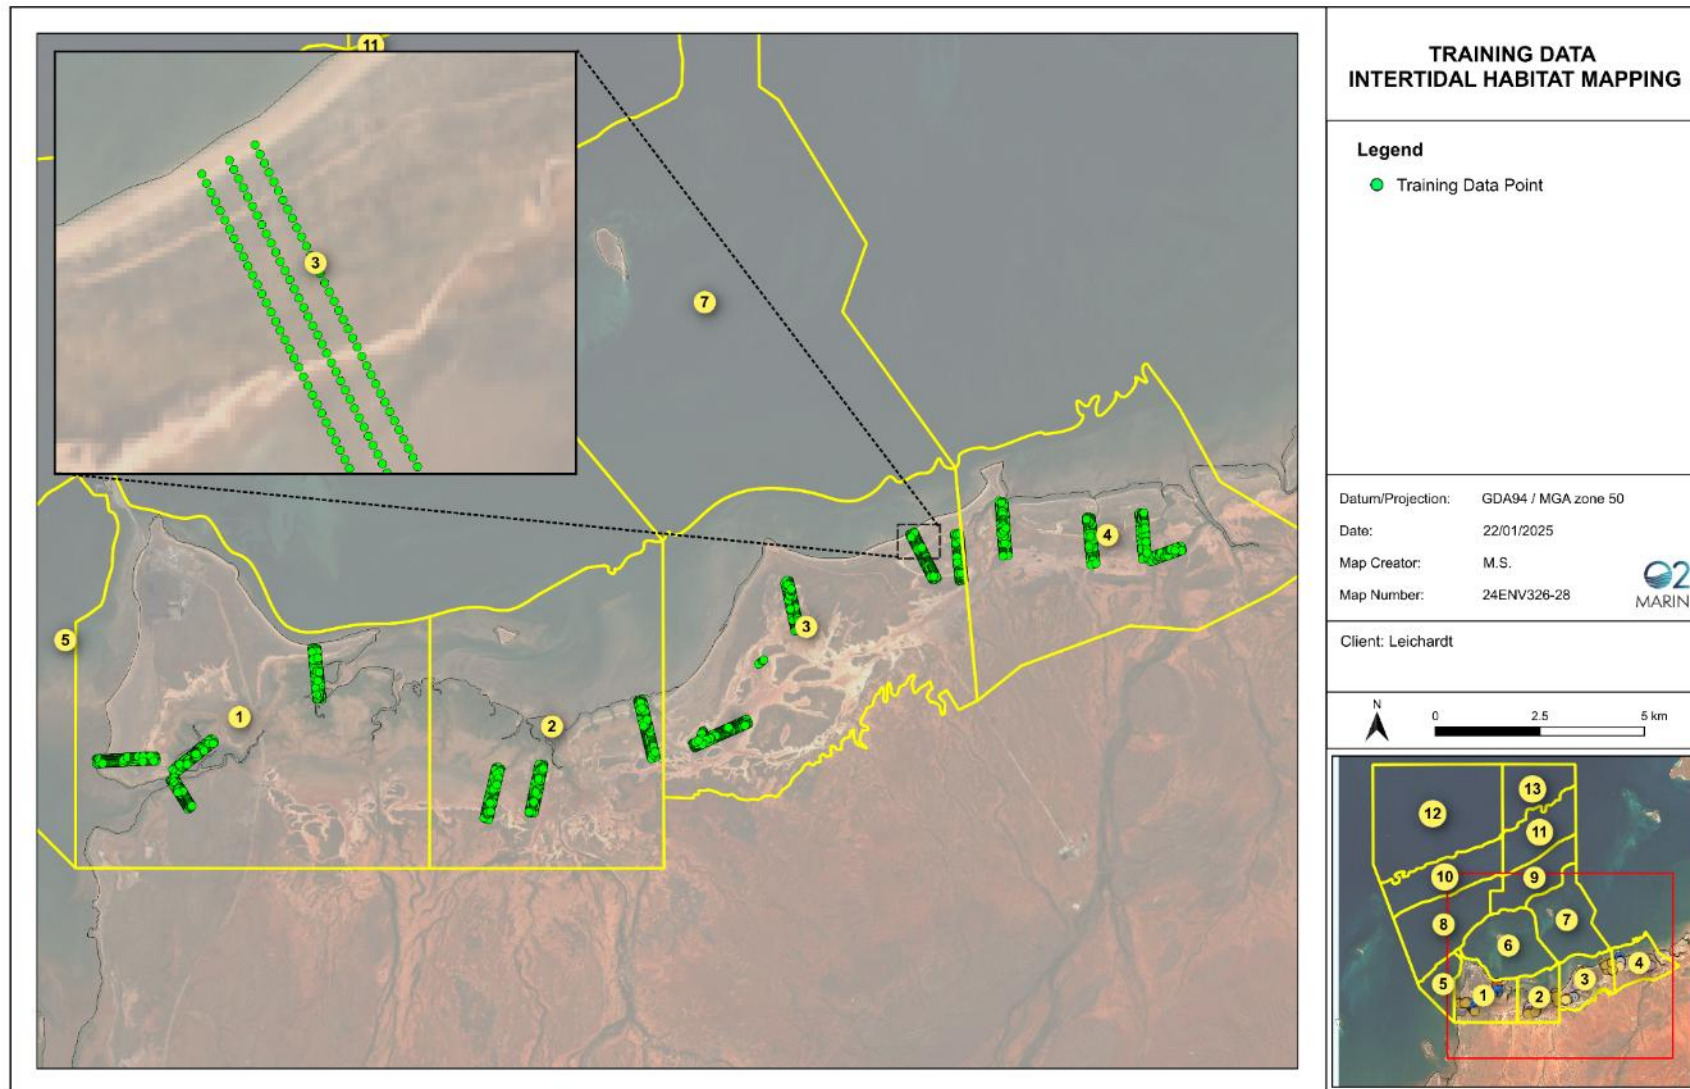 TRAINING DATA
INTERTIDAL HABITAT MAPPING
Legend
Training Data Point
Datum/Projection: GDA94 / MGA zone 50
Date: 22/01/2025
Map Creator: M.S.
Map Number: 24ENV326-28
O2
MARIN
Client: Leichardt
N
0 2.5 5 km
11
3
7
4
3
5
1
2
13
12
11
10
9
8
7
6
5
4
3
2
1